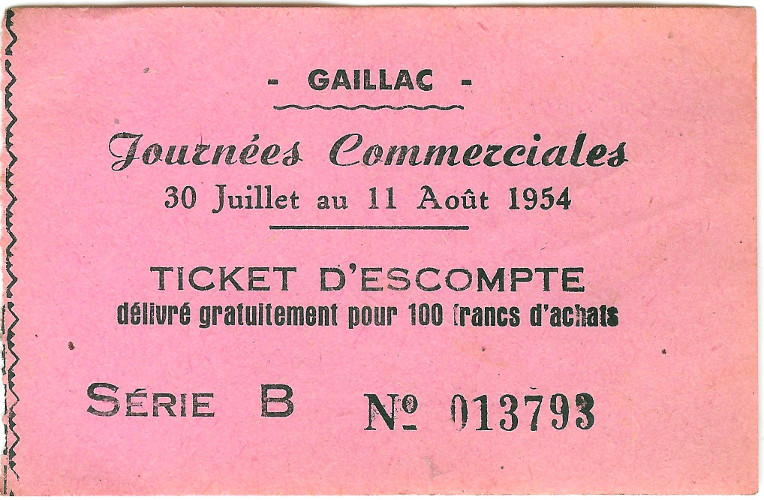 - GAILLAC -
Journées Commerciales
30 Juillet au 11 Août 1954
TICKET D'ESCOMPTE
délivré gratuitement pour 100 francs d'achats
SÉRIE B Nº 013793